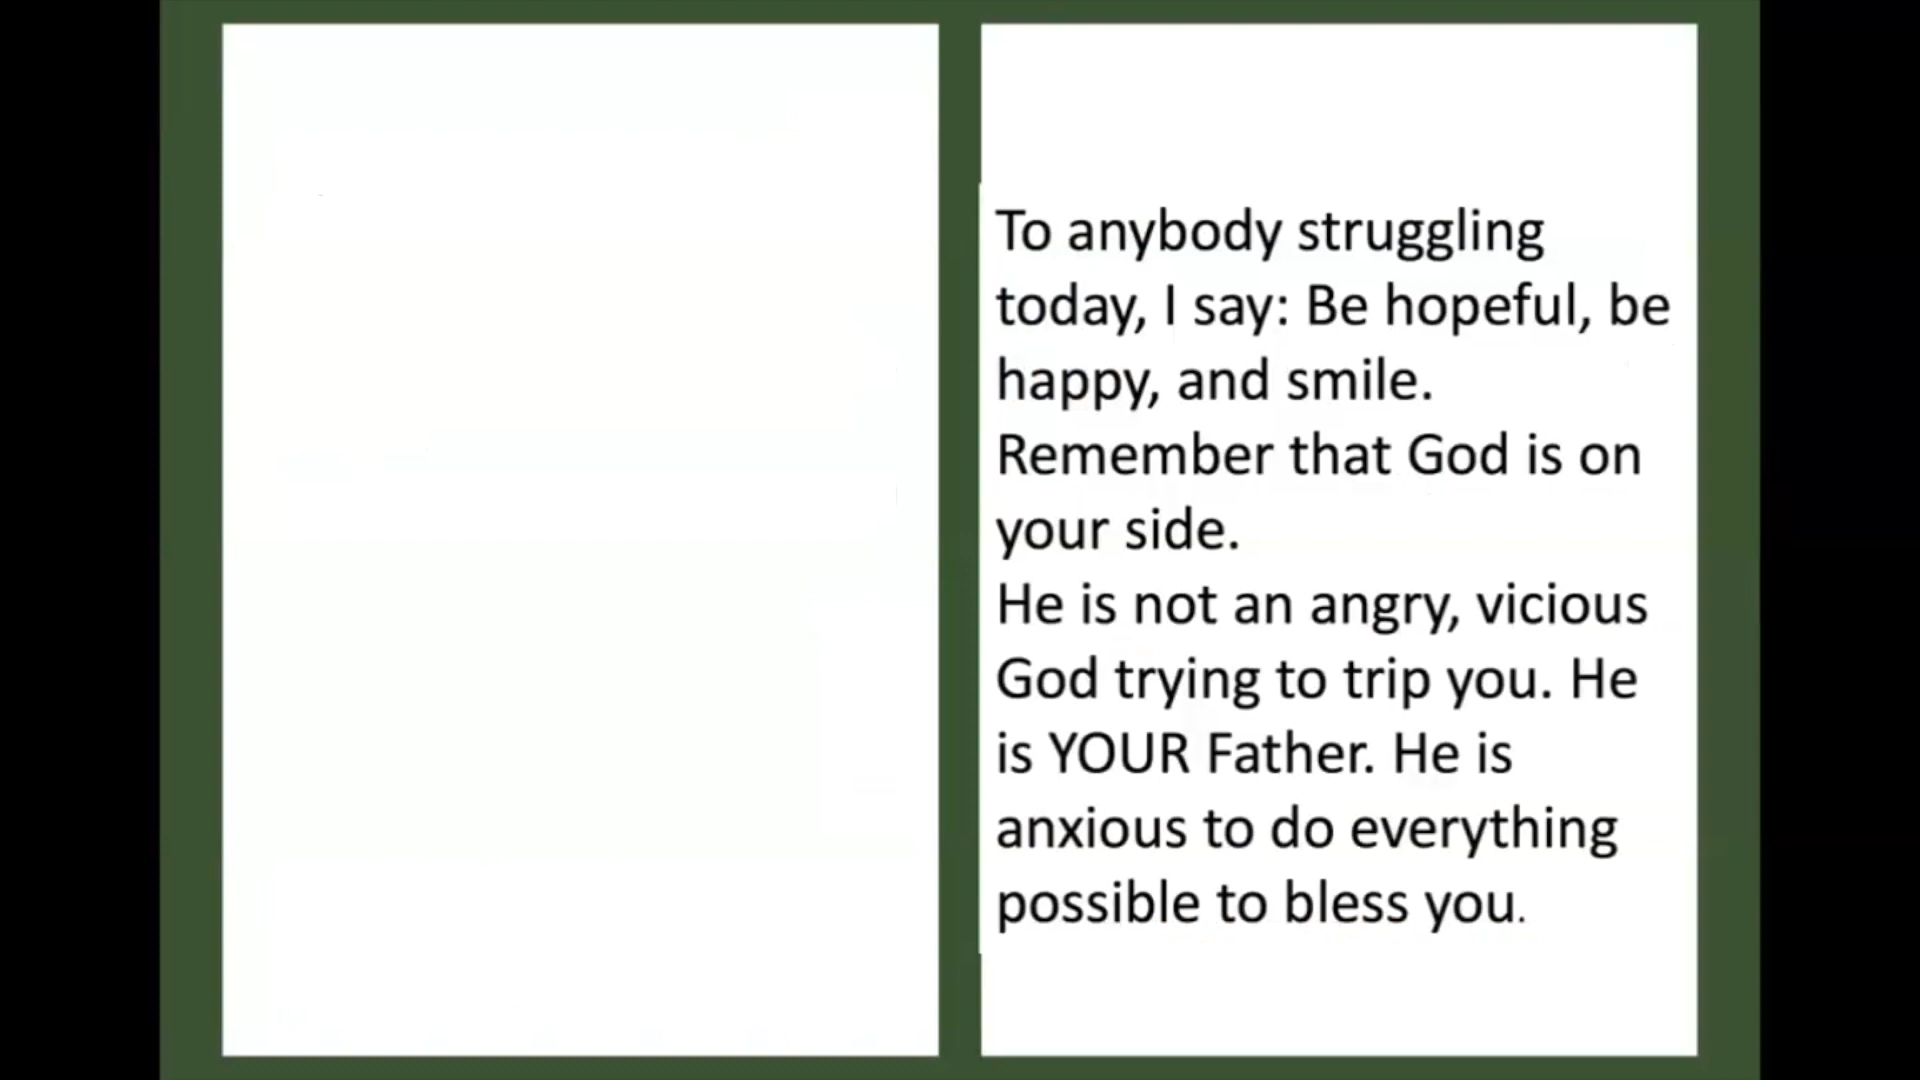 To anybody struggling
today, I say: Be hopeful, be
happy, and smile.
Remember that God is on
your side.
He is not an angry, vicious
God trying to trip you. He
is YOUR Father. He is
anxious to do everything
possible to bless you.